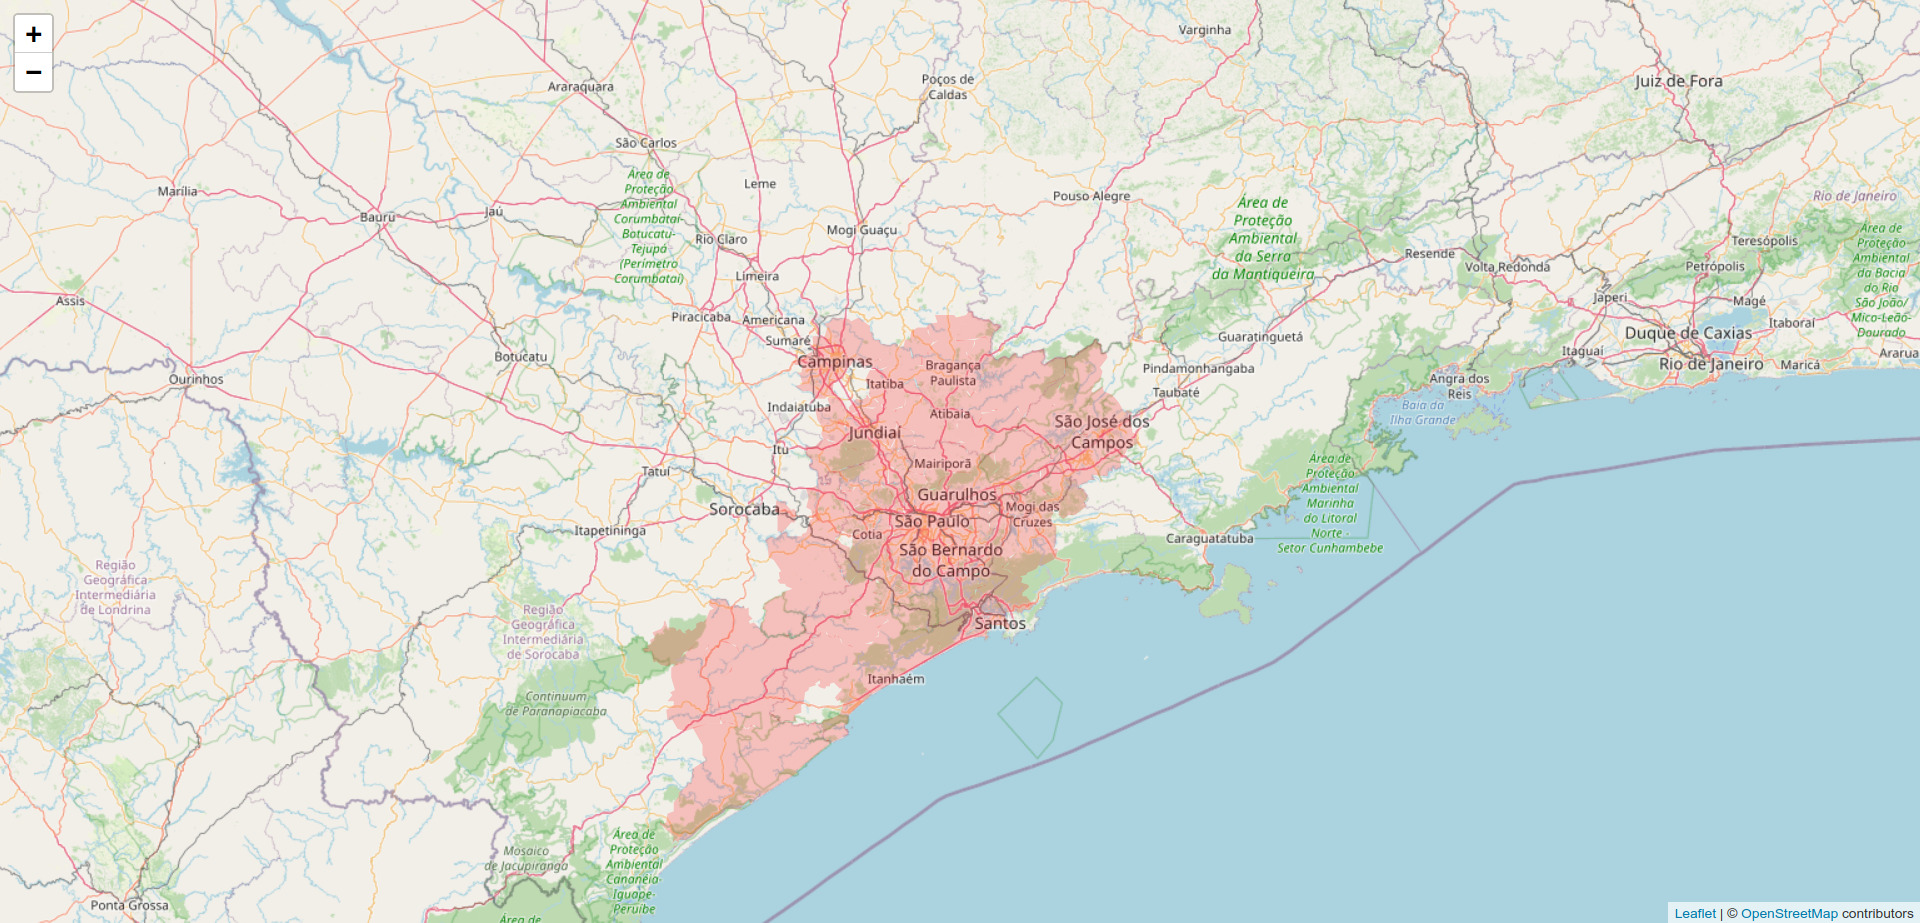 +
−
Varginha
Juiz de Fora
Poços de
Caldas
Araraquara
São Carlos
Área de
Proteção
Ambiental
Corumbataí-
Botucatu-
Tejupá
(Perímetro
Corumbataí)
Leme
Marília
Bauru
Jaú
Pouso Alegre
Área de
Proteção
Ambiental
da Serra
da Mantiqueira
Rio de Janeiro
Mogi Guaçu
Rio Claro
Teresópolis
Área de
Proteção
Ambiental
da Bacia
do Rio
São João/
Mico-Leão-
Dourado
Resende
Volta Redonda
Petrópolis
Limeira
Assis
Japeri
Magé
Piracicaba
Americana
Itaboraí
Sumaré
Guaratinguetá
Duque de Caxias
Botucatu
Campinas
Itaguaí
Ararua
Bragança
Paulista
Pindamonhangaba
Rio de Janeiro
Maricá
Ourinhos
Itatiba
Angra dos
Reis
Taubaté
Indaiatuba
Atibaia
Baia da
Ilha Grande
São José dos
Campos
Jundiaí
Itu
Mairiporã
Tatuí
Área de
Proteção
Ambiental
Marinha
do Litoral
Norte -
Setor Cunhambebe
Guarulhos
Sorocaba
Mogi das
Cruzes
São Paulo
Itapetininga
Cotia
Caraguatatuba
São Bernardo
do Campo
Região
Geográfica
Intermediária
de Londrina
Região
Geográfica
Intermediária
de Sorocaba
Santos
Itanhaém
Continuum
de Paranapiacaba
Mosaico
de Jacupiranga
Área de
Proteção
Ambiental
Cananéia-
Iguape-
Peruíbe
Ponta Grossa
Área de
Leaflet | © OpenStreetMap contributors